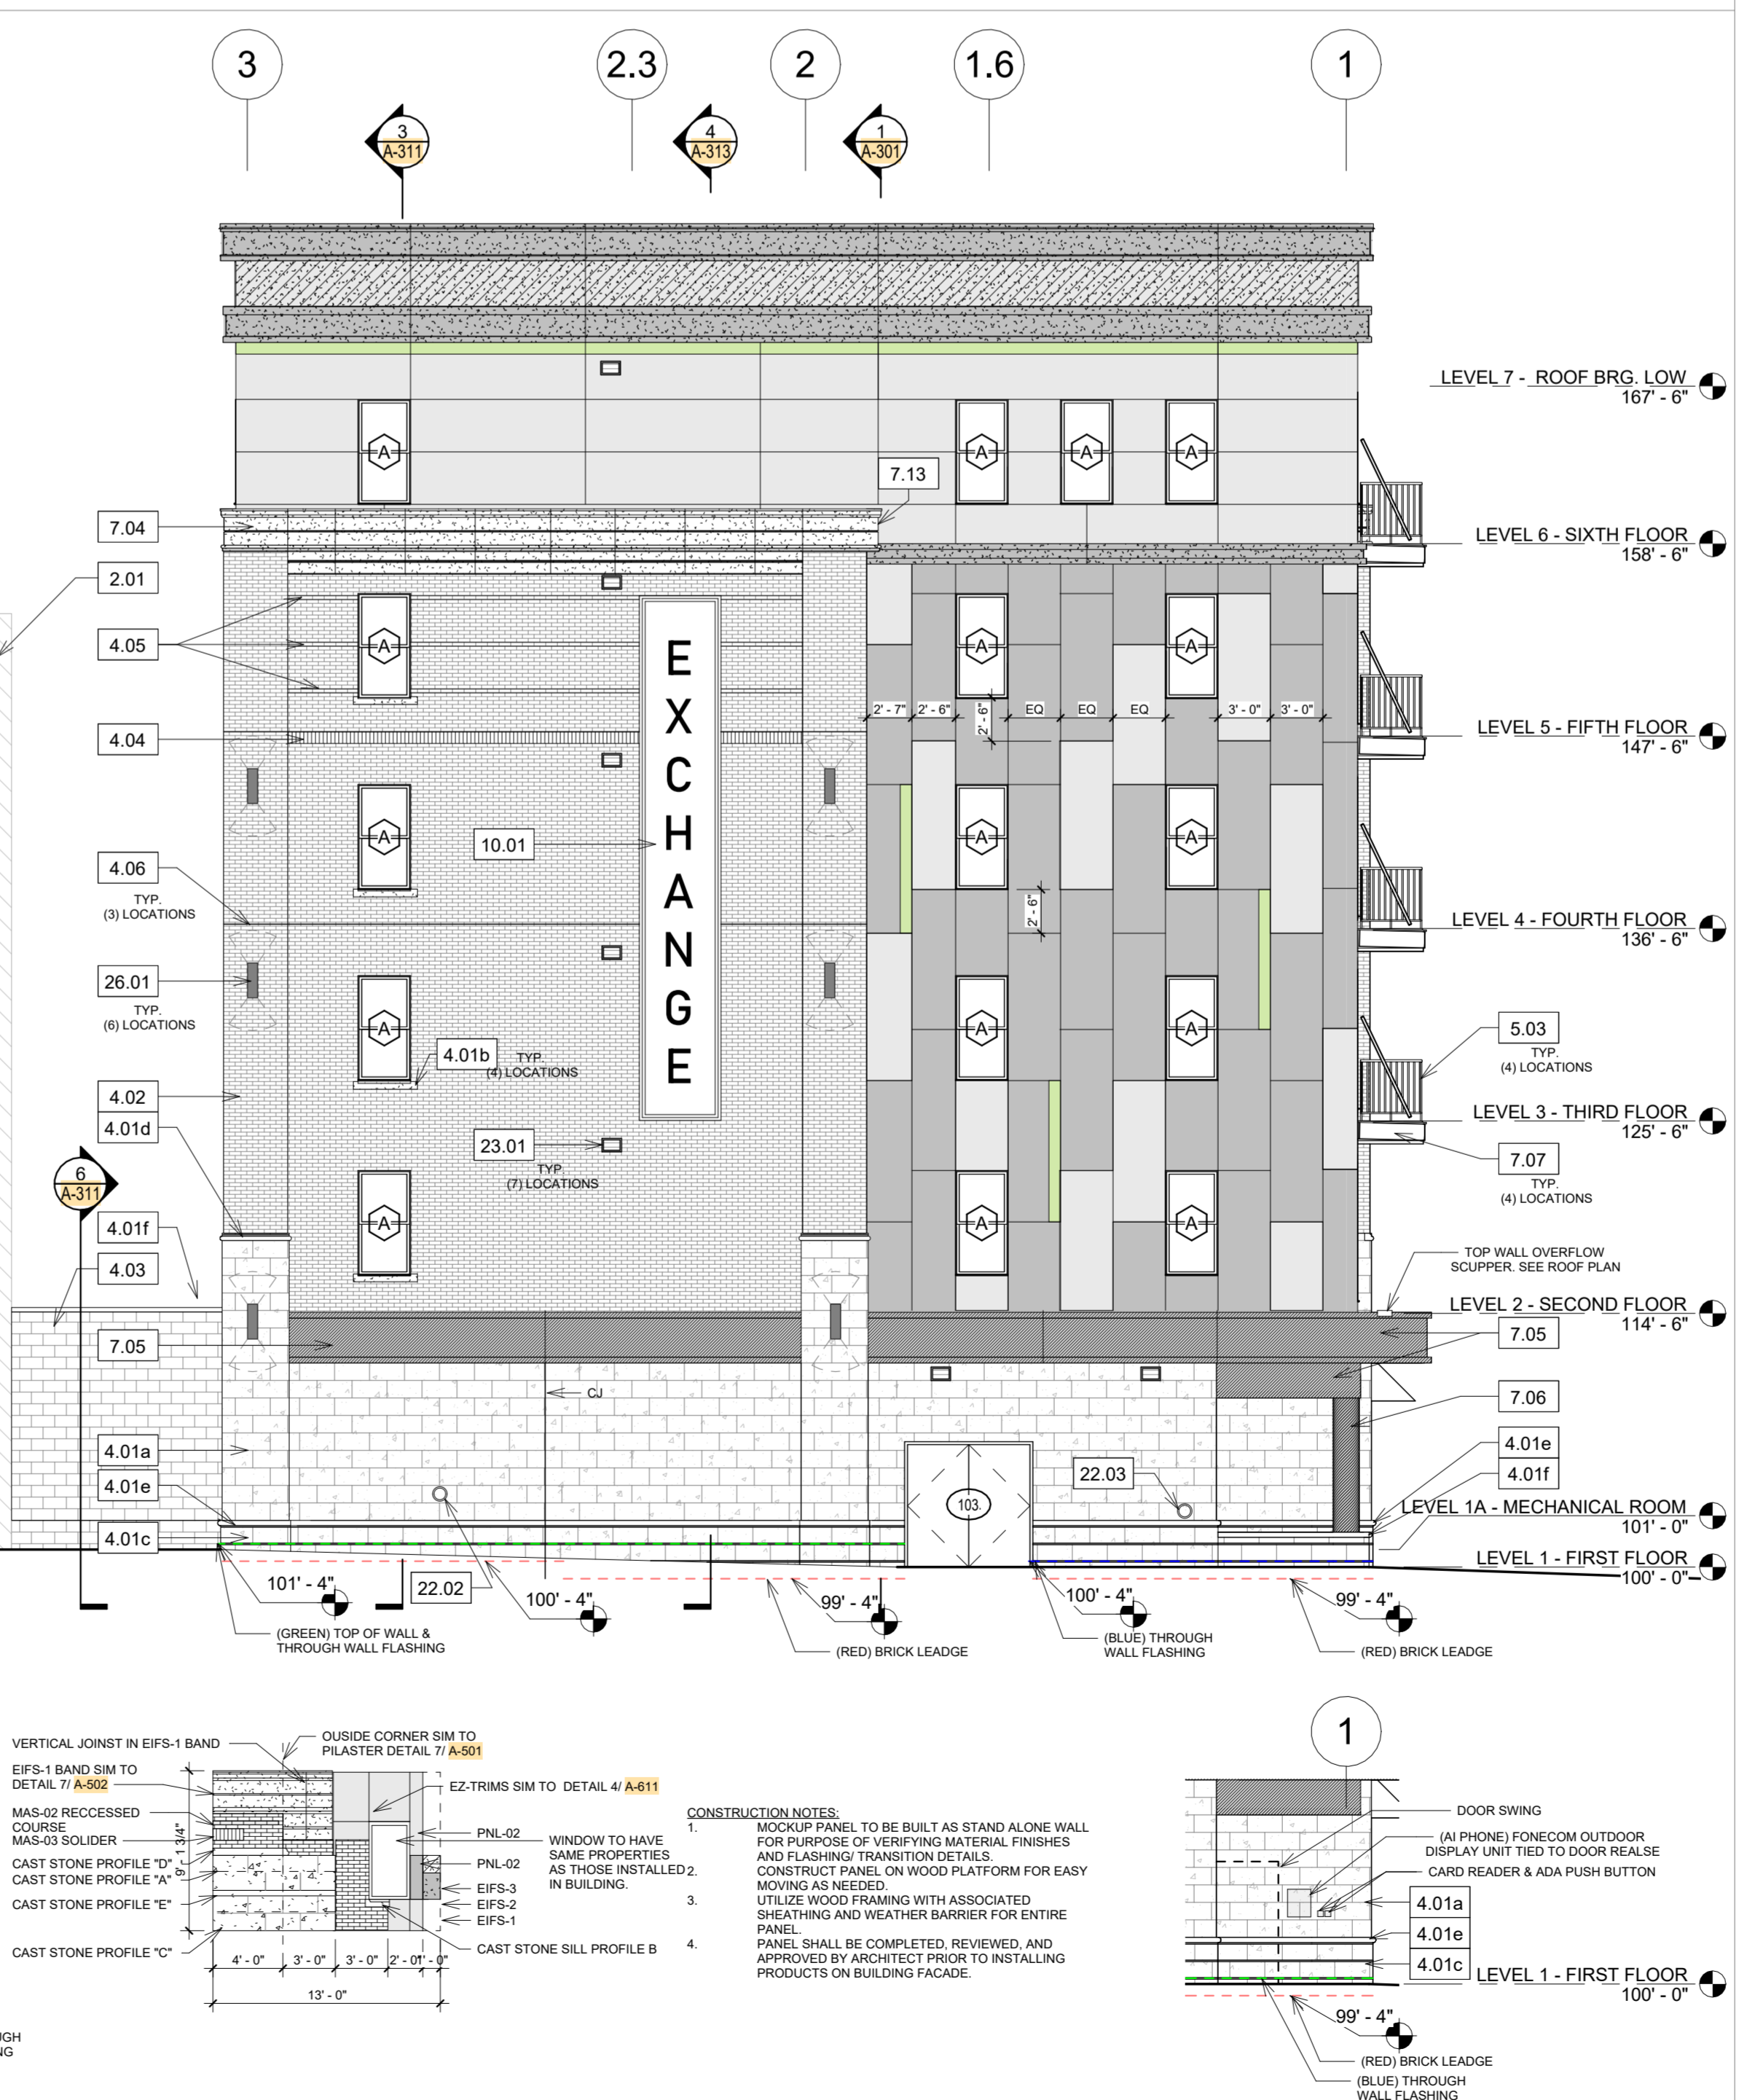 3
2.3
2
1.6
1
3
A-311
4
A-313
1
A-301
LEVEL 7 - ROOF BRG. LOW
167' - 6"
A
A
A
A
7.13
7.04
LEVEL 6 - SIXTH FLOOR
158' - 6"
2.01
4.05
A
A
A
2' - 7"
2' - 6"
2' - 6"
EQ
EQ
EQ
3' - 0"
3' - 0"
LEVEL 5 - FIFTH FLOOR
147' - 6"
4.04
E
X
C
H
A
N
G
E
10.01
A
A
A
4.06
TYP.
(3) LOCATIONS
2' - 6"
LEVEL 4 - FOURTH FLOOR
136' - 6"
26.01
TYP.
(6) LOCATIONS
A
A
A
4.01b
TYP.
(4) LOCATIONS
5.03
TYP.
(4) LOCATIONS
4.02
4.01d
LEVEL 3 - THIRD FLOOR
125' - 6"
23.01
TYP.
(7) LOCATIONS
7.07
TYP.
(4) LOCATIONS
6
A-311
A
A
A
4.01f
4.03
TOP WALL OVERFLOW
SCUPPER. SEE ROOF PLAN
LEVEL 2 - SECOND FLOOR
114' - 6"
7.05
7.05
CJ
7.06
4.01a
4.01e
4.01f
22.03
4.01e
103.
LEVEL 1A - MECHANICAL ROOM
101' - 0"
4.01c
LEVEL 1 - FIRST FLOOR
100' - 0"
101' - 4"
22.02
100' - 4"
99' - 4"
100' - 4"
99' - 4"
(GREEN) TOP OF WALL &
THROUGH WALL FLASHING
(RED) BRICK LEADGE
(BLUE) THROUGH
WALL FLASHING
(RED) BRICK LEADGE
VERTICAL JOINST IN EIFS-1 BAND
OUSIDE CORNER SIM TO
PILASTER DETAIL 7/ A-501
EIFS-1 BAND SIM TO
DETAIL 7/ A-502
EZ-TRIMS SIM TO DETAIL 4/ A-611
MAS-02 RECCESSED
COURSE
MAS-03 SOLIDER
CAST STONE PROFILE "D"
CAST STONE PROFILE "A"
CAST STONE PROFILE "E"
CAST STONE PROFILE "C"
9' - 1 3/4"
PNL-02
WINDOW TO HAVE
SAME PROPERTIES
AS THOSE INSTALLED
IN BUILDING.
PNL-02
EIFS-3
EIFS-2
EIFS-1
CAST STONE SILL PROFILE B
4' - 0"
3' - 0"
3' - 0"
2' - 0"
1' - 0"
13' - 0"
CONSTRUCTION NOTES:
1. MOCKUP PANEL TO BE BUILT AS STAND ALONE WALL
FOR PURPOSE OF VERIFYING MATERIAL FINISHES
AND FLASHING/ TRANSITION DETAILS.
2. CONSTRUCT PANEL ON WOOD PLATFORM FOR EASY
MOVING AS NEEDED.
3. UTILIZE WOOD FRAMING WITH ASSOCIATED
SHEATHING AND WEATHER BARRIER FOR ENTIRE
PANEL.
4. PANEL SHALL BE COMPLETED, REVIEWED, AND
APPROVED BY ARCHITECT PRIOR TO INSTALLING
PRODUCTS ON BUILDING FACADE.
1
DOOR SWING
(AI PHONE) FONECOM OUTDOOR
DISPLAY UNIT TIED TO DOOR REALSE
CARD READER & ADA PUSH BUTTON
4.01a
4.01e
4.01c
LEVEL 1 - FIRST FLOOR
100' - 0"
99' - 4"
(RED) BRICK LEADGE
(BLUE) THROUGH
WALL FLASHING